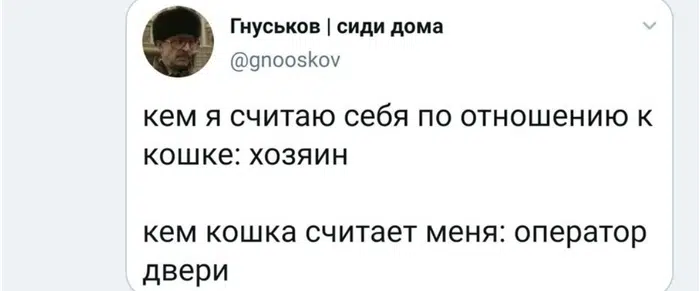 Гнуськов | сиди дома
@gnooskov
кем я считаю себя по отношению к
кошке: хозяин
кем кошка считает меня: оператор
двери